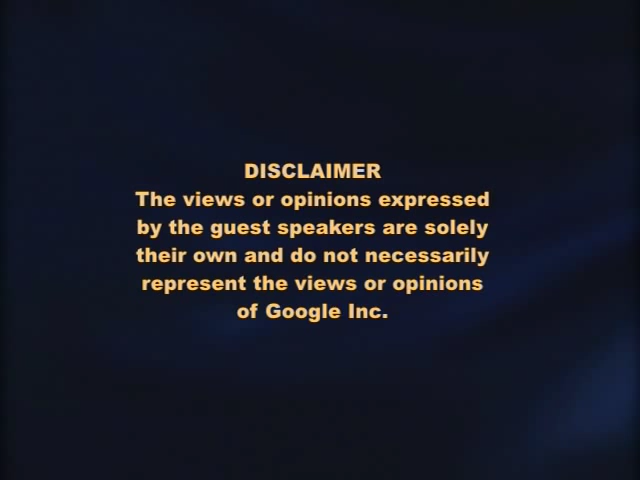 DISCLAIMER
The views or opinions expressed
by the guest speakers are solely
their own and do not necessarily
represent the views or opinions
of Google Inc.